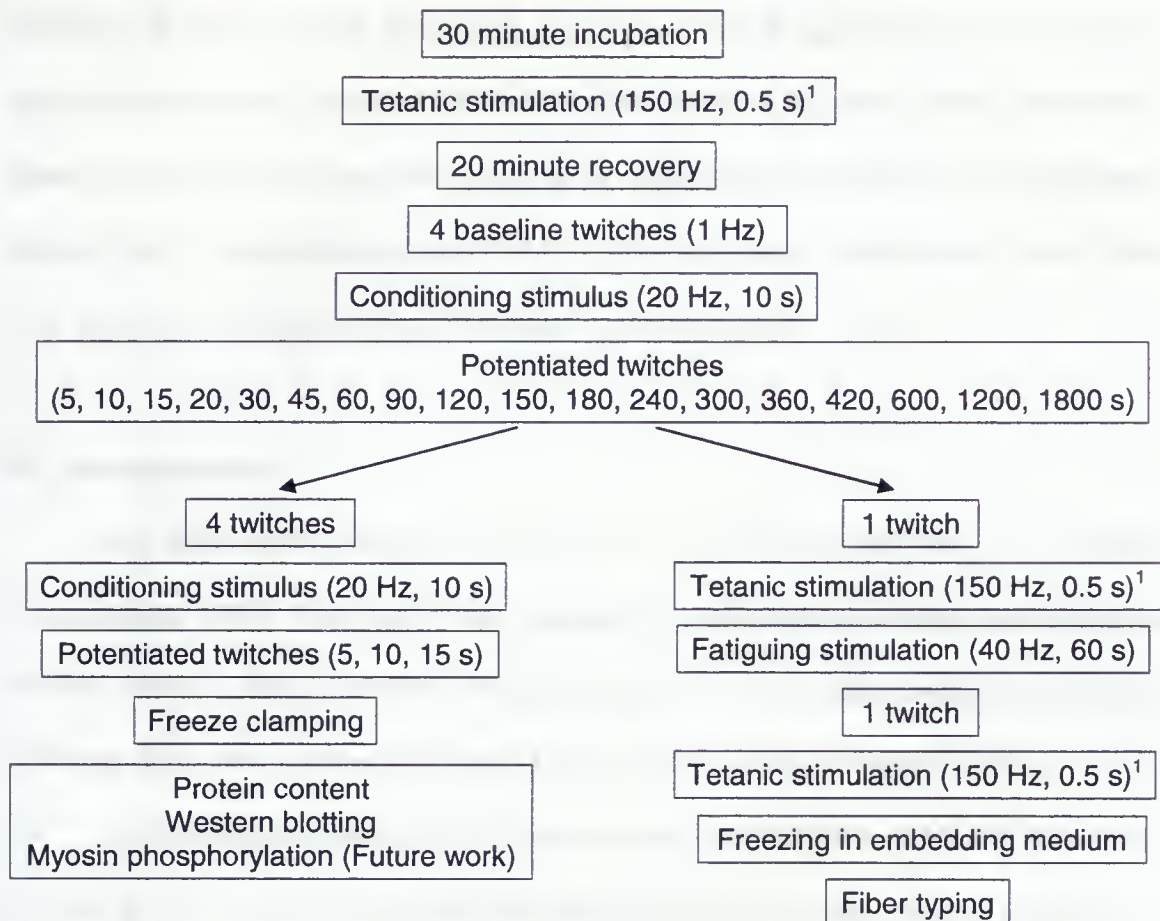 30 minute incubation
Tetanic stimulation (150 Hz, 0.5 s)¹
20 minute recovery
4 baseline twitches (1 Hz)
Conditioning stimulus (20 Hz, 10 s)
Potentiated twitches
(5, 10, 15, 20, 30, 45, 60, 90, 120, 150, 180, 240, 300, 360, 420, 600, 1200, 1800 s)
4 twitches
Conditioning stimulus (20 Hz, 10 s)
Potentiated twitches (5, 10, 15 s)
Freeze clamping
Protein content
Western blotting
Myosin phosphorylation (Future work)
1 twitch
Tetanic stimulation (150 Hz, 0.5 s)¹
Fatiguing stimulation (40 Hz, 60 s)
1 twitch
Tetanic stimulation (150 Hz, 0.5 s)¹
Freezing in embedding medium
Fiber typing